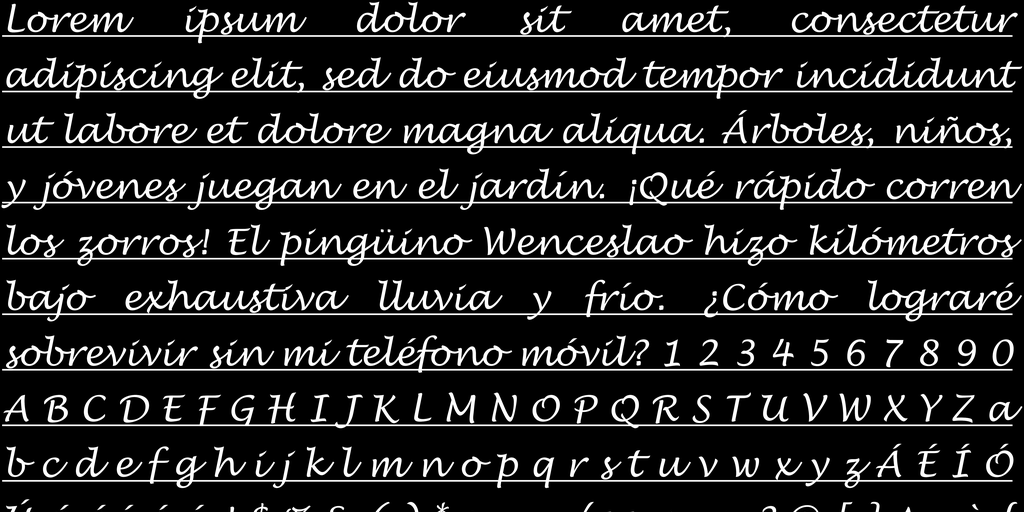 Lorem ipsum dolor sit amet, consectetur
adipiscing elit, sed do eiusmod tempor incididunt
ut labore et dolore magna aliqua. Árboles, niños,
y jóvenes juegan en el jardín. ¡Qué rápido corren
los zorros! El pingüino Wenceslao hizo kilómetros
bajo exhaustiva lluvia y frío. ¿Cómo lograré
sobrevivir sin mi teléfono móvil? 1 2 3 4 5 6 7 8 9 0
A B C D E F G H I J K L M N O P Q R S T U V W X Y Z a
b c d e f g h i j k l m n o p q r s t u v w x y z Á É Í Ó